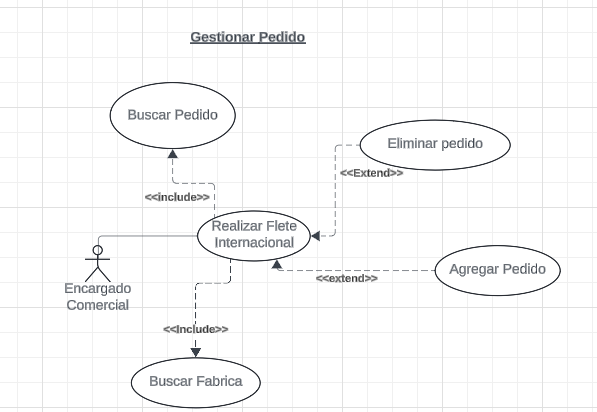 Gestionar Pedido
Buscar Pedido
Eliminar pedido
<<Extend>>
<<include>>
Realizar Flete
Internacional
Encargado
Comercial
Agregar Pedido
<<extend>>
<<Include>>
Buscar Fabrica